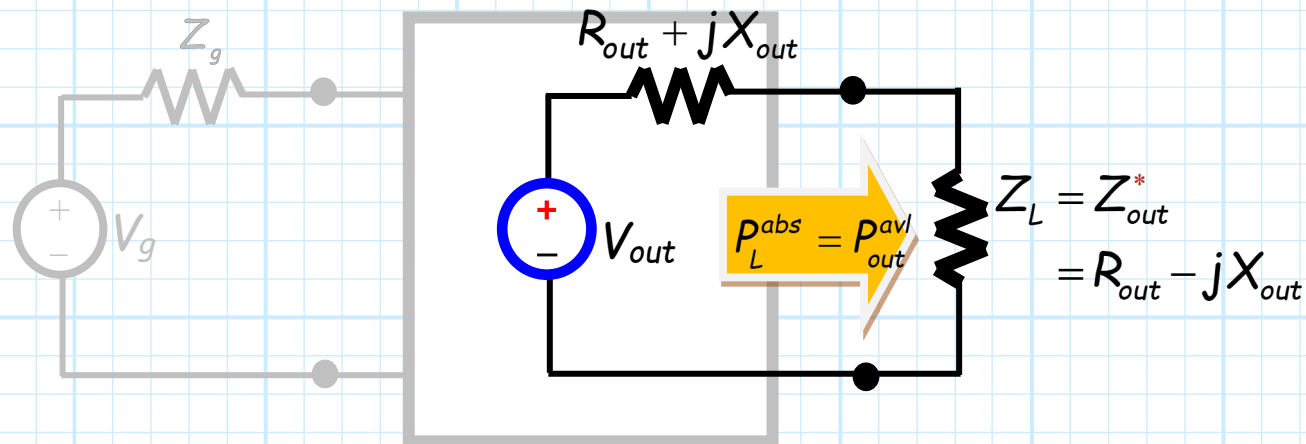 Z_g
R_out + jX_out
+
−
V_g
+
−
V_out
P_L^abs = P_out^avl
Z_L = Z_out^*
= R_out − jX_out